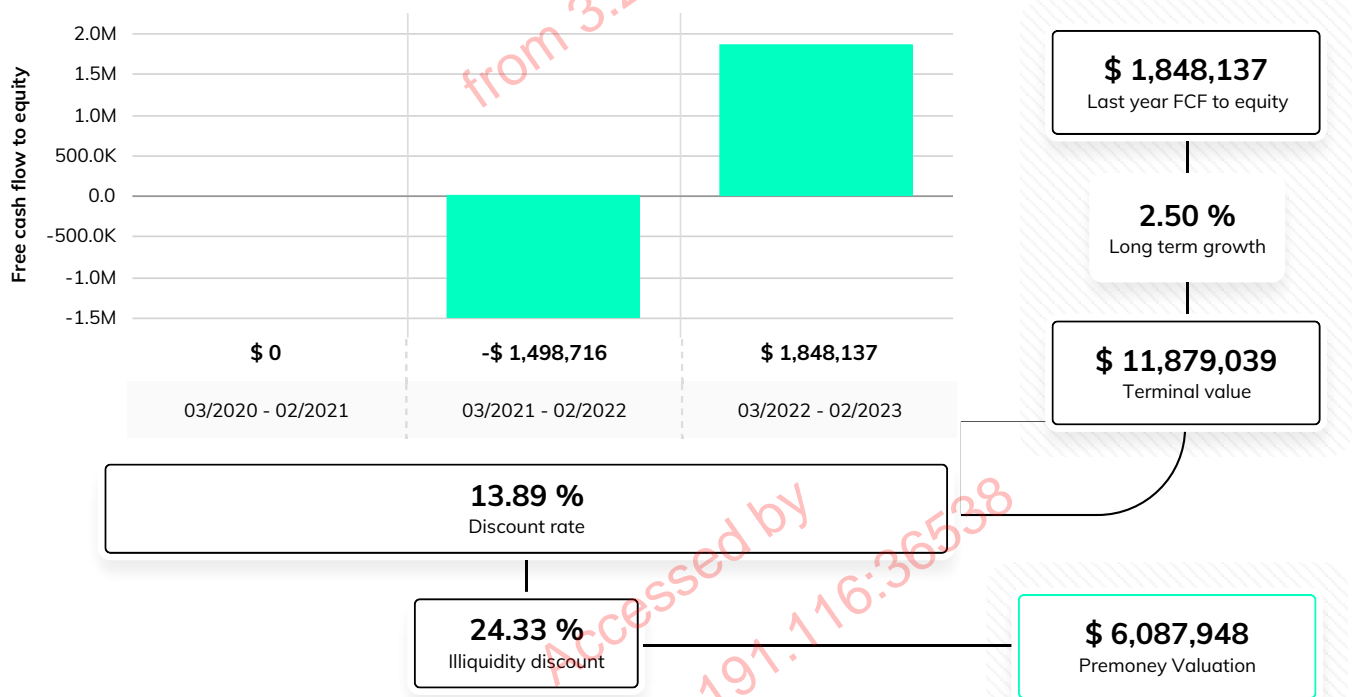 Free cash flow to equity
2.0M
1.5M
1.0M
500.0K
0.0
-500.0K
-1.0M
-1.5M
$ 0
-$ 1,498,716
$ 1,848,137
03/2020 - 02/2021
03/2021 - 02/2022
03/2022 - 02/2023
$ 1,848,137
Last year FCF to equity
2.50 %
Long term growth
$ 11,879,039
Terminal value
13.89 %
Discount rate
24.33 %
Illiquidity discount
$ 6,087,948
Premoney Valuation
Accessed by
from 3.2
191.116:36538